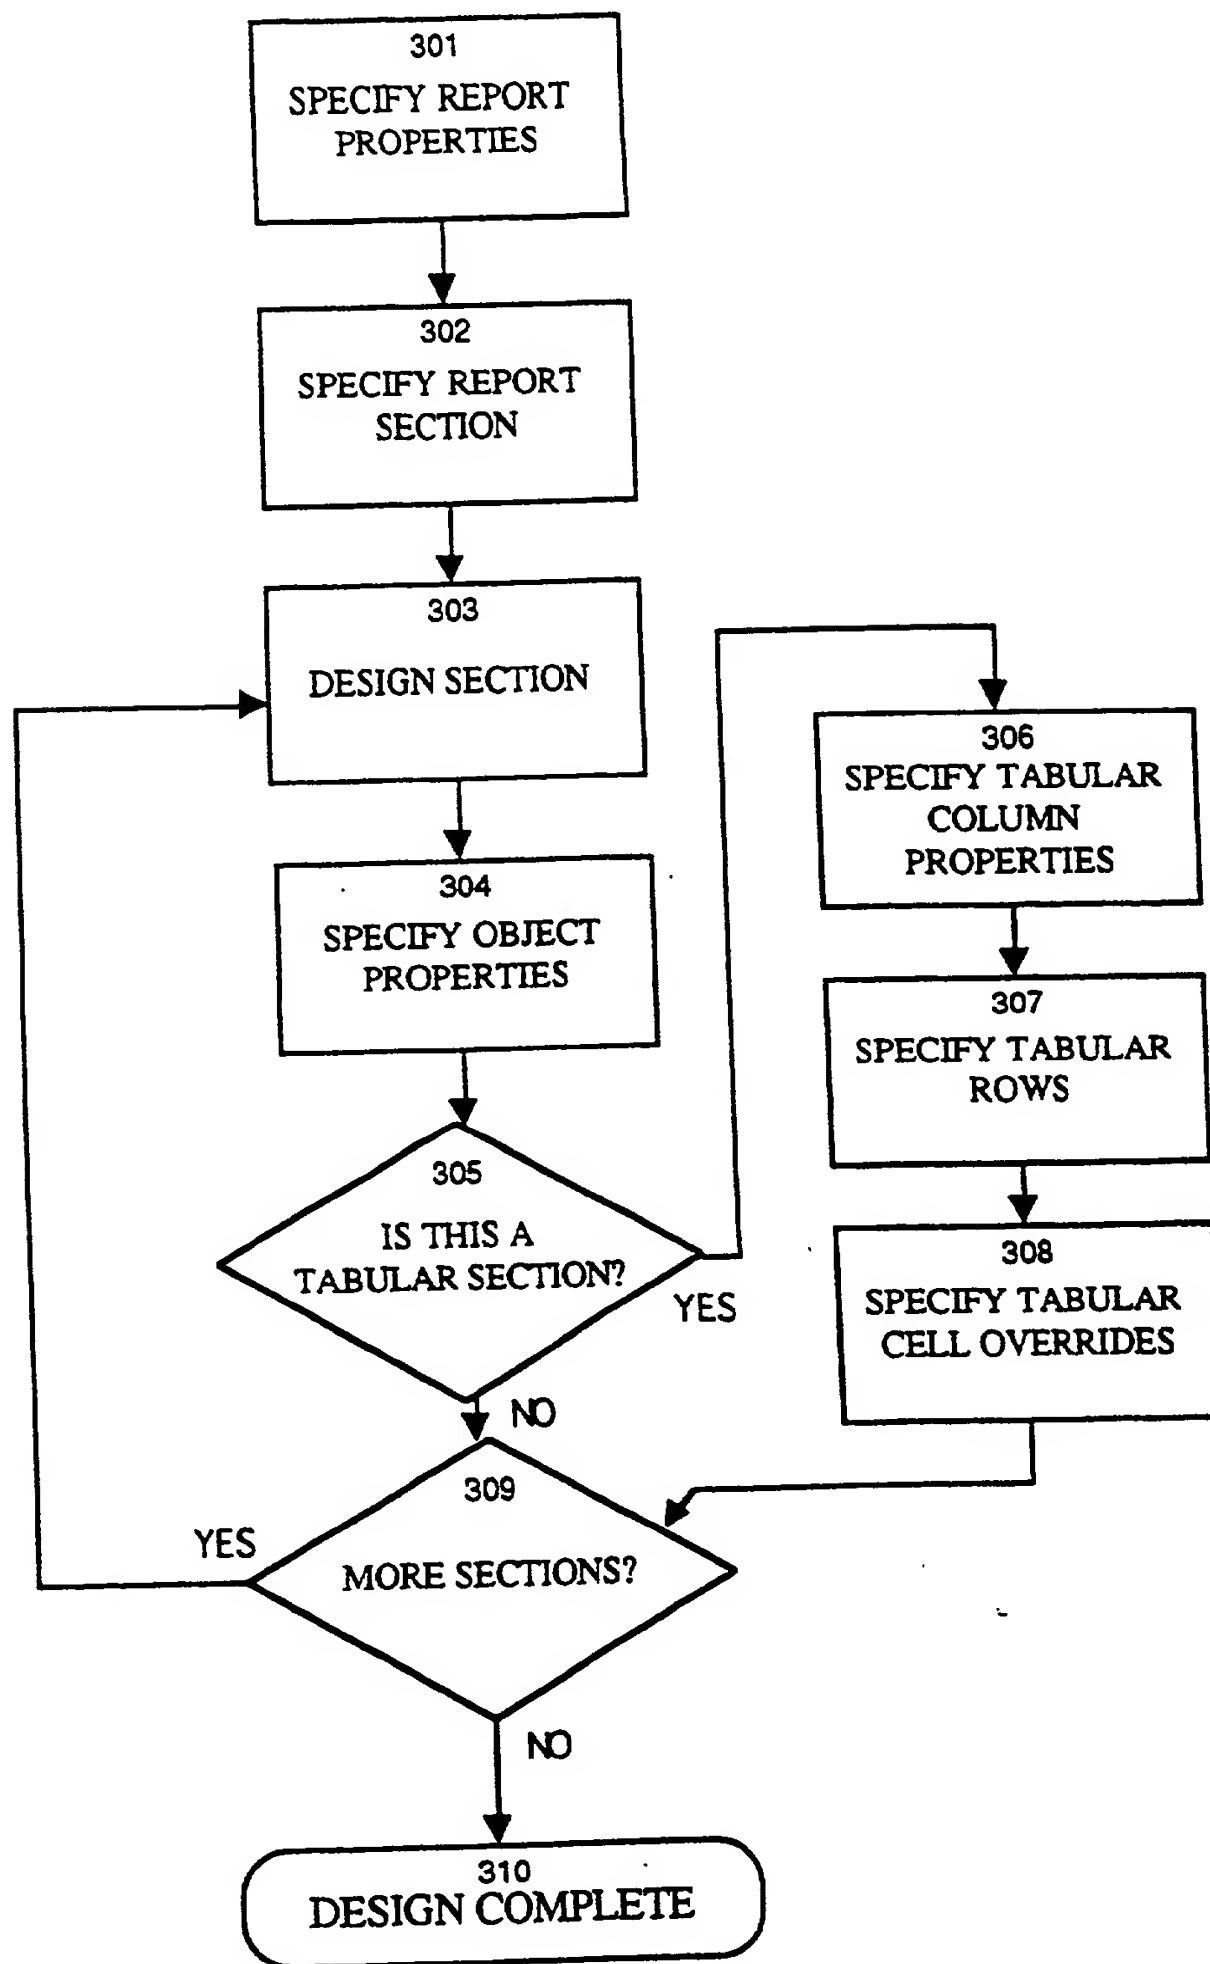 301
SPECIFY REPORT
PROPERTIES
302
SPECIFY REPORT
SECTION
303
DESIGN SECTION
304
SPECIFY OBJECT
PROPERTIES
305
IS THIS A
TABULAR SECTION?
YES
NO
306
SPECIFY TABULAR
COLUMN
PROPERTIES
307
SPECIFY TABULAR
ROWS
308
SPECIFY TABULAR
CELL OVERRIDES
309
MORE SECTIONS?
YES
NO
310
DESIGN COMPLETE